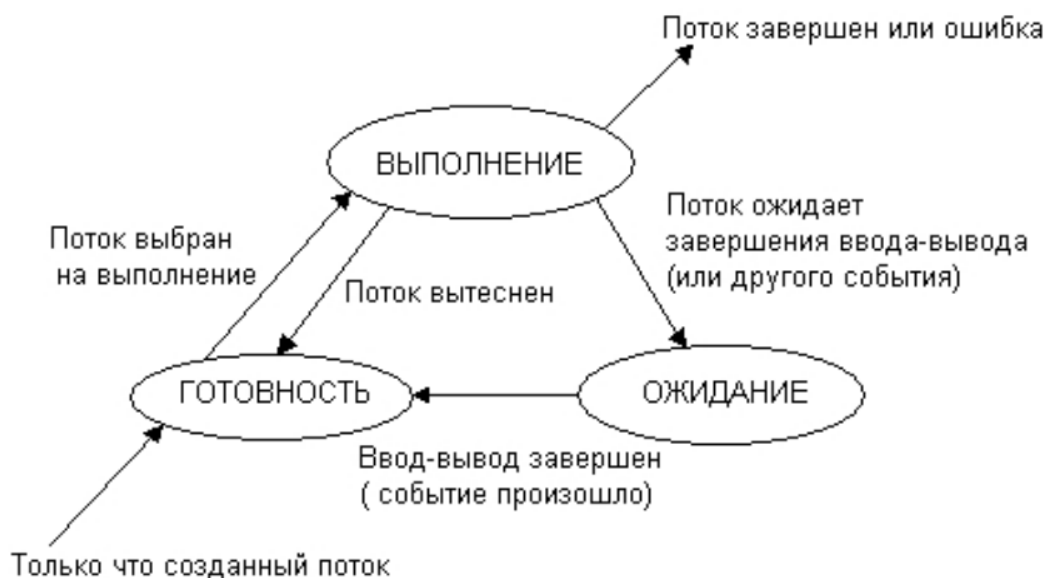 Поток завершен или ошибка
ВЫПОЛНЕНИЕ
Поток выбран
на выполнение
Поток вытеснен
Поток ожидает
завершения ввода-вывода
(или другого события)
ГОТОВНОСТЬ
ОЖИДАНИЕ
Ввод-вывод завершен
( событие произошло)
Только что созданный поток